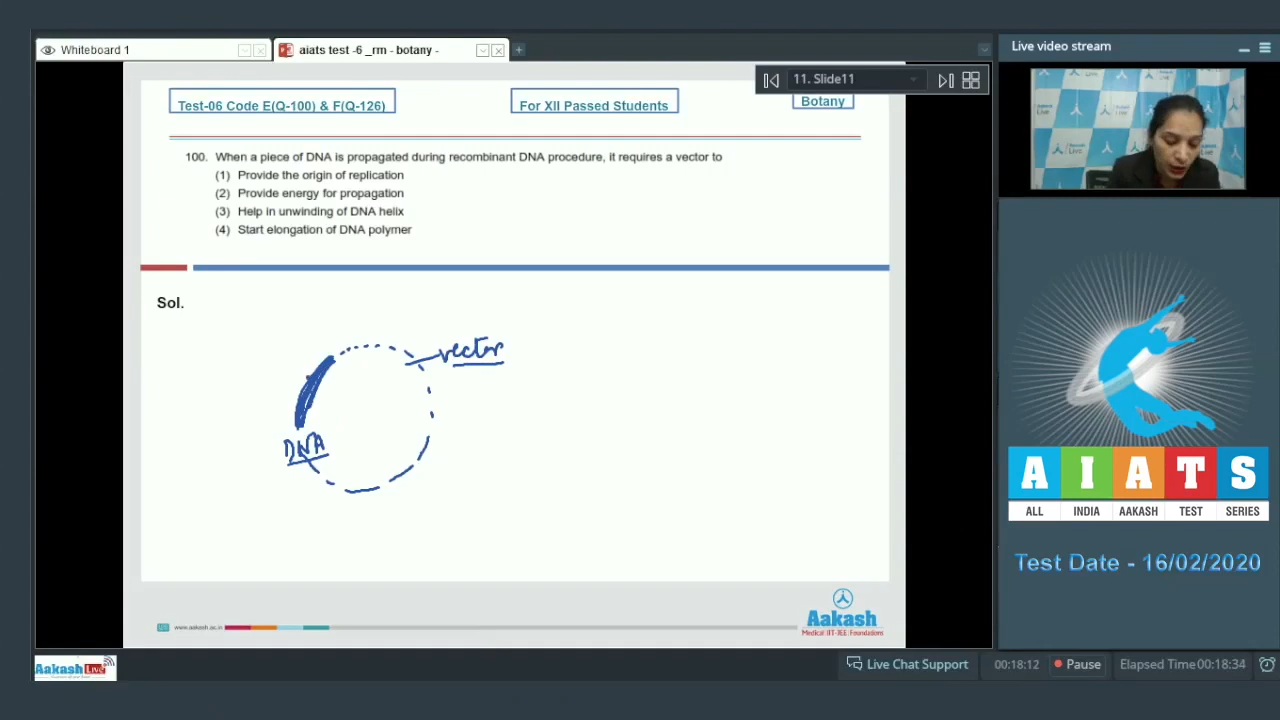 Whiteboard 1
aiats test -6 _rm - botany -
Live video stream
11. Slide11
Test-06 Code E(Q-100) & F(Q-126)
For XII Passed Students
Botany
100. When a piece of DNA is propagated during recombinant DNA procedure, it requires a vector to
(1) Provide the origin of replication
(2) Provide energy for propagation
(3) Help in unwinding of DNA helix
(4) Start elongation of DNA polymer
Sol.
vector
DNA
A I A T S
ALL INDIA AAKASH TEST SERIES
Test Date - 16/02/2020
www.aakash.ac.in
Aakash
Medical IIT-JEE Foundations
Aakash Live
Live Chat Support
00:18:12
Pause
Elapsed Time 00:18:34